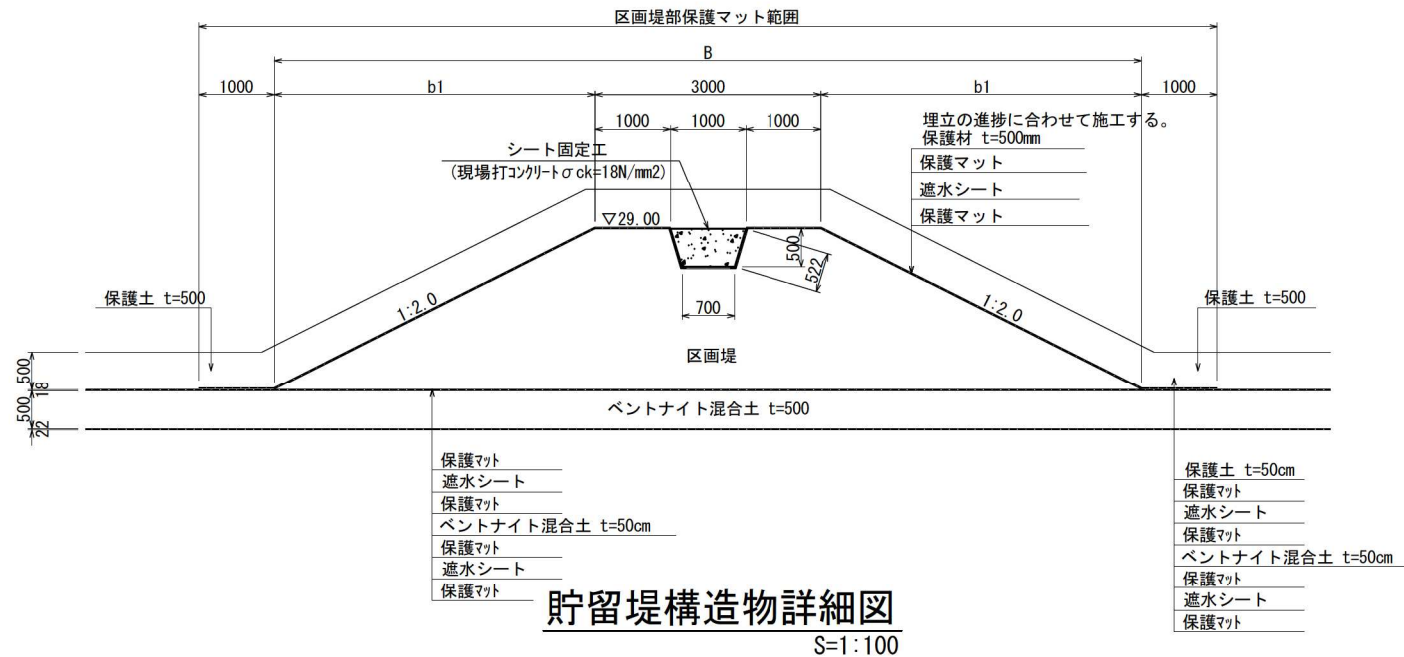 区画堤部保護マット範囲
B
1000
b1
3000
b1
1000
1000
1000
1000
埋立の進捗に合わせて施工する。
保護材 t=500mm
保護マット
遮水シート
保護マット
シート固定工
(現場打コンクリートσck=18N/mm2)
▽29.00
500
522
700
1:2.0
1:2.0
保護土 t=500
保護土 t=500
区画堤
500
18
500
22
ベントナイト混合土 t=500
保護マット
遮水シート
保護マット
ベントナイト混合土 t=50cm
保護マット
遮水シート
保護マット
保護土 t=50cm
保護マット
遮水シート
保護マット
ベントナイト混合土 t=50cm
保護マット
遮水シート
保護マット
貯留堤構造物詳細図
S=1:100